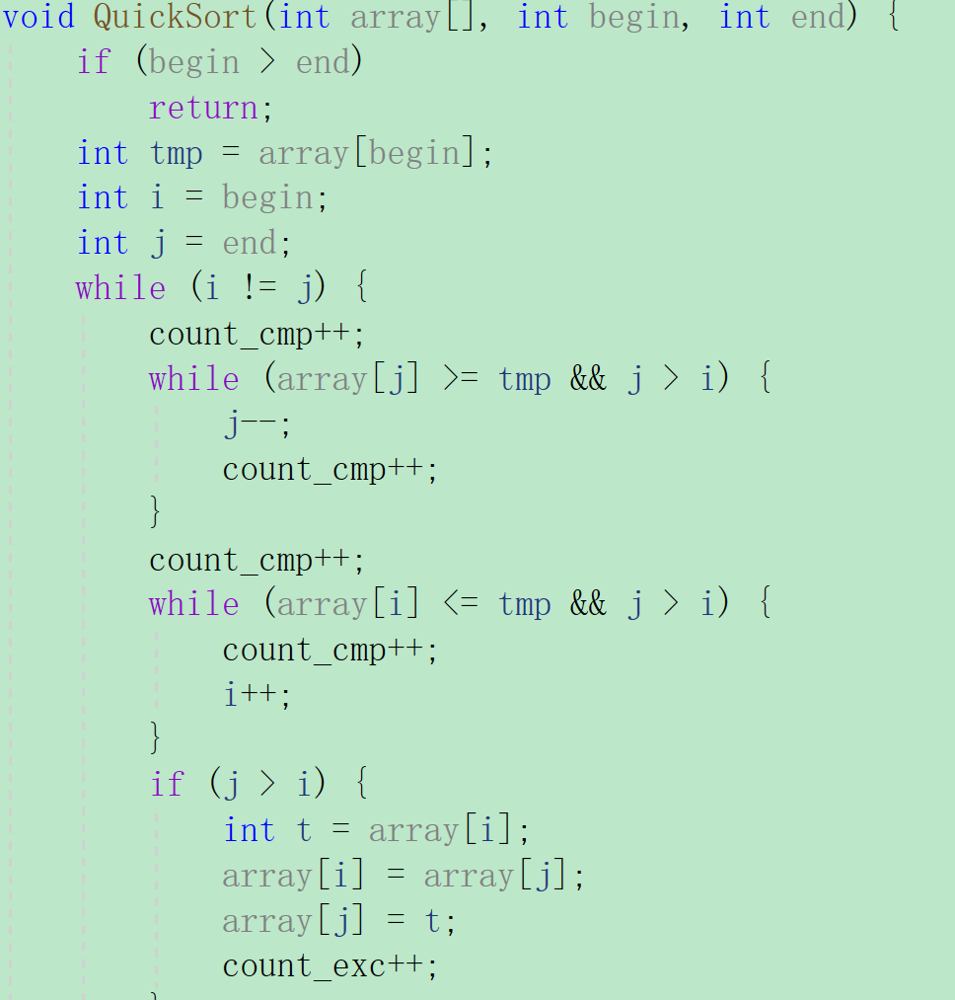 void QuickSort(int array[], int begin, int end) {
    if (begin > end)
        return;
    int tmp = array[begin];
    int i = begin;
    int j = end;
    while (i != j) {
        count_cmp++;
        while (array[j] >= tmp && j > i) {
            j--;
            count_cmp++;
        }
        count_cmp++;
        while (array[i] <= tmp && j > i) {
            count_cmp++;
            i++;
        }
        if (j > i) {
            int t = array[i];
            array[i] = array[j];
            array[j] = t;
            count_exc++;
        }